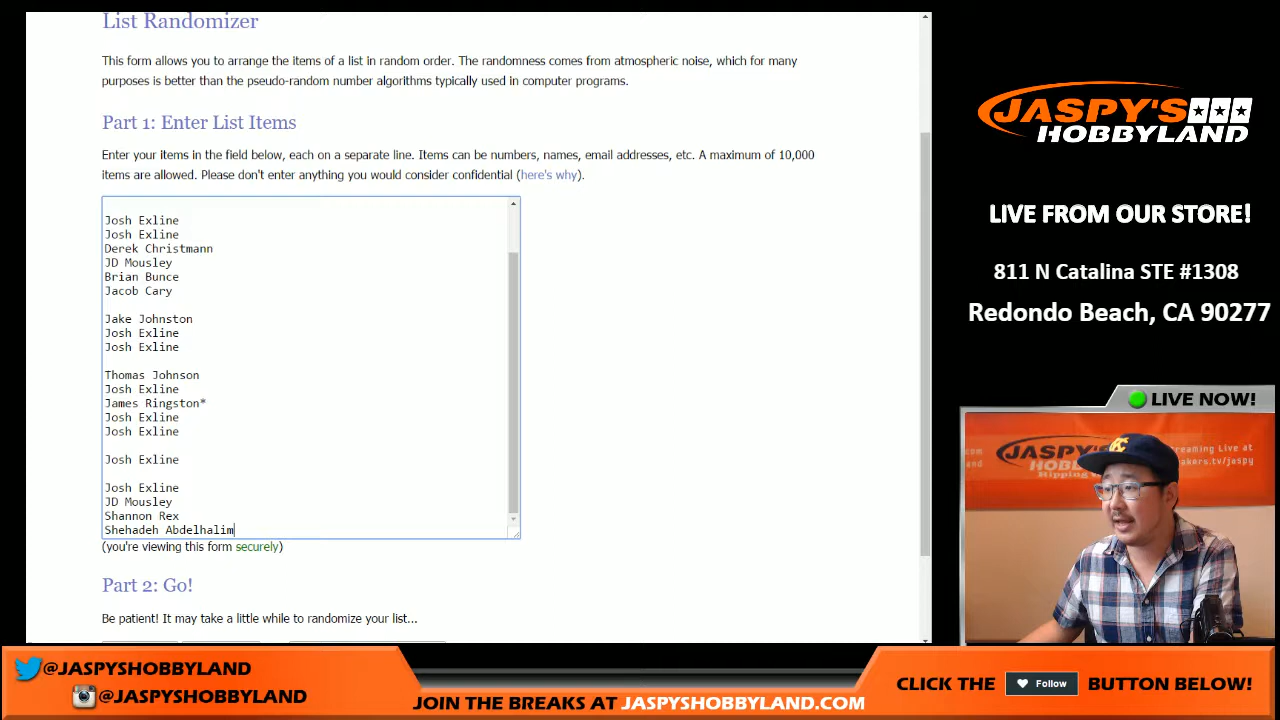 List Randomizer
This form allows you to arrange the items of a list in random order. The randomness comes from atmospheric noise, which for many
purposes is better than the pseudo-random number algorithms typically used in computer programs.
Part 1: Enter List Items
Enter your items in the field below, each on a separate line. Items can be numbers, names, email addresses, etc. A maximum of 10,000
items are allowed. Please don't enter anything you would consider confidential (here's why).
Josh Exline
Josh Exline
Derek Christmann
JD Mousley
Brian Bunce
Jacob Cary
Jake Johnston
Josh Exline
Josh Exline
Thomas Johnson
Josh Exline
James Ringston*
Josh Exline
Josh Exline
Josh Exline
Josh Exline
JD Mousley
Shannon Rex
Shehadeh Abdelhalim
(you're viewing this form securely)
Part 2: Go!
Be patient! It may take a little while to randomize your list...
JASPY'S
HOBBYLAND
LIVE FROM OUR STORE!
811 N Catalina STE #1308
Redondo Beach, CA 90277
LIVE NOW!
JASPY'S
@JASPYSHOBBYLAND
@JASPYSHOBBYLAND
JOIN THE BREAKS AT JASPYSHOBBYLAND.COM
CLICK THE Follow BUTTON BELOW!